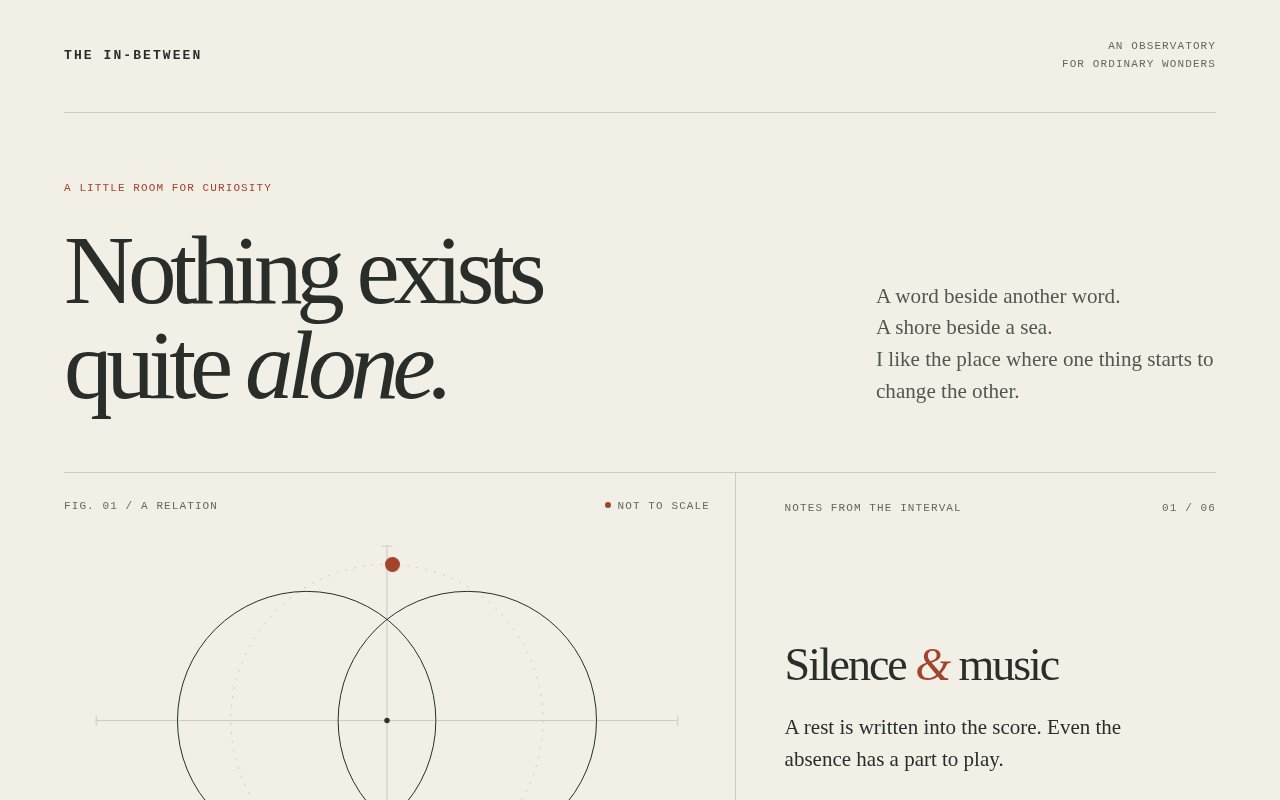 THE IN-BETWEEN
AN OBSERVATORY
FOR ORDINARY WONDERS
A LITTLE ROOM FOR CURIOSITY
Nothing exists
quite alone.
A word beside another word.
A shore beside a sea.
I like the place where one thing starts to
change the other.
FIG. 01 / A RELATION
NOT TO SCALE
NOTES FROM THE INTERVAL
01 / 06
Silence & music
A rest is written into the score. Even the
absence has a part to play.